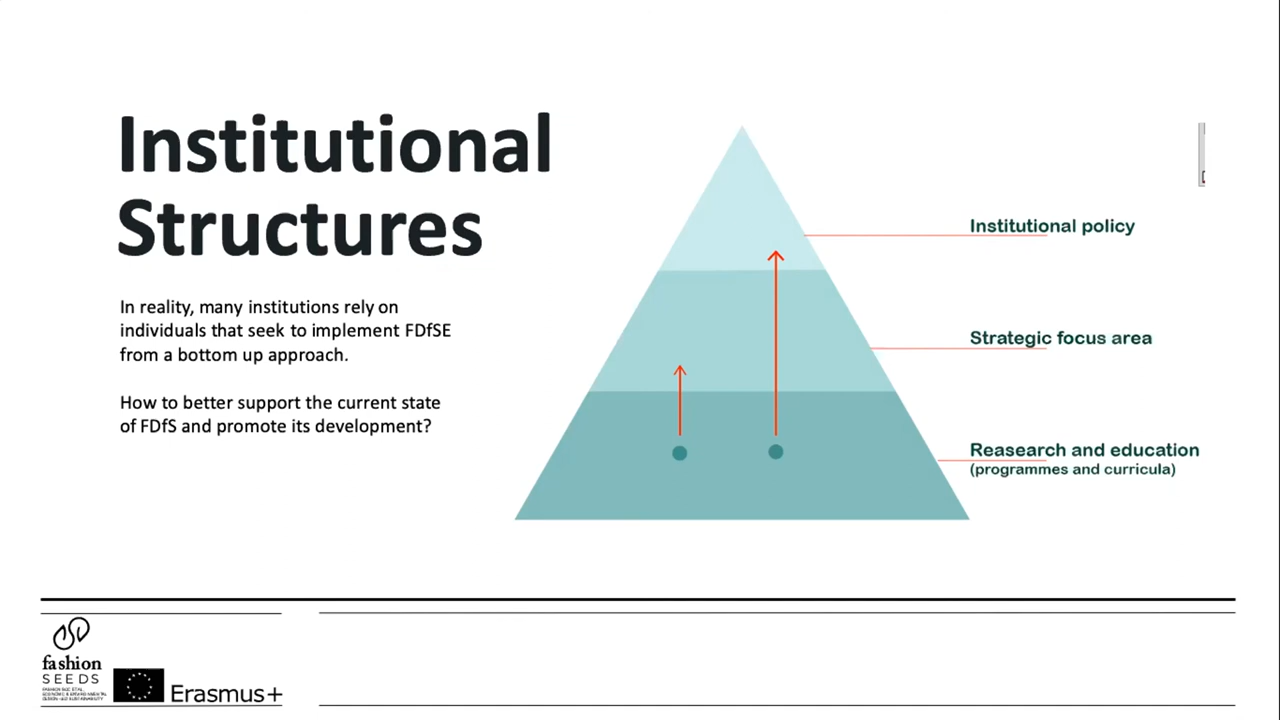 Institutional
Structures
In reality, many institutions rely on
individuals that seek to implement FDfSE
from a bottom up approach.
How to better support the current state
of FDfS and promote its development?
Institutional policy
Strategic focus area
Reasearch and education
(programmes and curricula)
fashion
SEEDS
Erasmus+